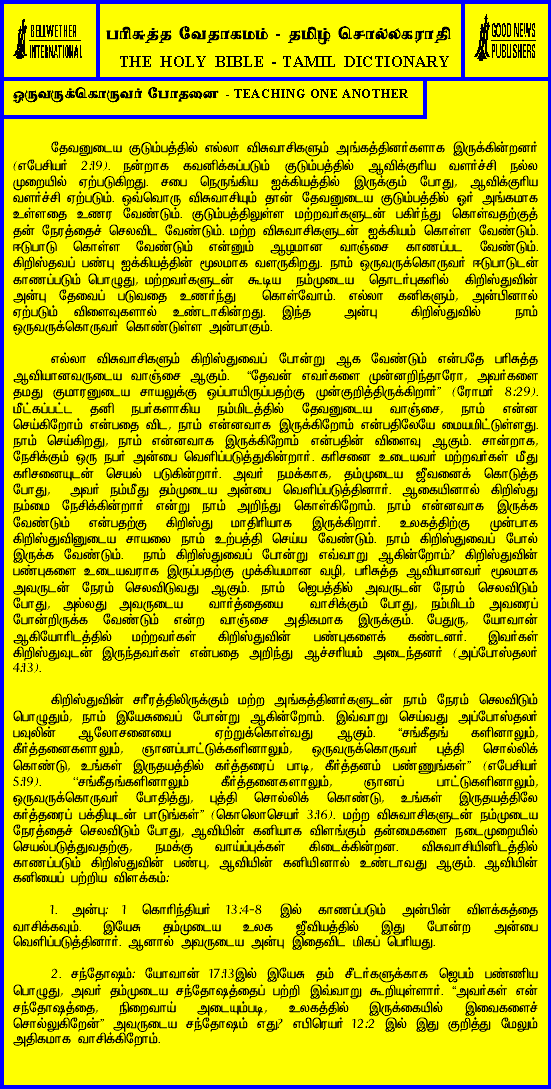 BELLWETHER
INTERNATIONAL
பரிசுத்த வேதாகமம் - தமிழ் சொல்லகராதி
THE HOLY BIBLE - TAMIL DICTIONARY
GOOD NEWS
PUBLISHERS
ஒருவருக்கொருவர் போதனை - TEACHING ONE ANOTHER
தேவனுடைய குடும்பத்தில் எல்லா விசுவாசிகளும் அங்கத்தினர்களாக இருக்கின்றனர்
(எபேசியர் 2:19). நன்றாக கவனிக்கப்படும் குடும்பத்தில் ஆவிக்குரிய வளர்ச்சி நல்ல
முறையில் ஏற்படுகிறது. சபை நெருங்கிய ஐக்கியத்தில் இருக்கும் போது, ஆவிக்குரிய
வளர்ச்சி ஏற்படும். ஒவ்வொரு விசுவாசியும் தான் தேவனுடைய குடும்பத்தில் ஓர் அங்கமாக
உள்ளதை உணர வேண்டும். குடும்பத்திலுள்ள மற்றவர்களுடன் பகிர்ந்து கொள்வதற்குத்
தன் நேரத்தைச் செலவிட வேண்டும். மற்ற விசுவாசிகளுடன் ஐக்கியம் கொள்ள வேண்டும்.
ஈடுபாடு கொள்ள வேண்டும் என்னும் ஆழமான வாஞ்சை காணப்பட வேண்டும்.
கிறிஸ்தவப் பண்பு ஐக்கியத்தின் மூலமாக வளருகிறது. நாம் ஒருவருக்கொருவர் ஈடுபாடுடன்
காணப்படும் பொழுது, மற்றவர்களுடன் கூடிய நம்முடைய தொடர்புகளில் கிறிஸ்துவின்
அன்பு தேவைப் படுவதை உணர்ந்து கொள்வோம். எல்லா கனிகளும், அன்பினால்
ஏற்படும் விளைவுகளால் உண்டாகின்றது. இந்த அன்பு கிறிஸ்துவில் நாம்
ஒருவருக்கொருவர் கொண்டுள்ள அன்பாகும்.
எல்லா விசுவாசிகளும் கிறிஸ்துவைப் போன்று ஆக வேண்டும் என்பதே பரிசுத்த
ஆவியானவருடைய வாஞ்சை ஆகும். “தேவன் எவர்களை முன்னறிந்தாரோ, அவர்களை
தமது குமாரனுடைய சாயலுக்கு ஒப்பாயிருப்பதற்கு முன்குறித்திருக்கிறார்” (ரோமர் 8:29).
மீட்கப்பட்ட தனி நபர்களாகிய நம்மிடத்தில் தேவனுடைய வாஞ்சை, நாம் என்ன
செய்கிறோம் என்பதை விட, நாம் என்னவாக இருக்கிறோம் என்பதிலேயே மையமிட்டுள்ளது.
நாம் செய்கிறது, நாம் என்னவாக இருக்கிறோம் என்பதின் விளைவு ஆகும். சான்றாக,
நேசிக்கும் ஒரு நபர் அன்பை வெளிப்படுத்துகின்றார். கரிசனை உடையவர் மற்றவர்கள் மீது
கரிசனையுடன் செயல் படுகின்றார். அவர் நமக்காக, தம்முடைய ஜீவனைக் கொடுத்த
போது, அவர் நம்மீது தம்முடைய அன்பை வெளிப்படுத்தினார். ஆகையினால் கிறிஸ்து
நம்மை நேசிக்கின்றார் என்று நாம் அறிந்து கொள்கிறோம். நாம் என்னவாக இருக்க
வேண்டும் என்பதற்கு கிறிஸ்து மாதிரியாக இருக்கிறார். உலகத்திற்கு முன்பாக
கிறிஸ்துவினுடைய சாயலை நாம் உற்பத்தி செய்ய வேண்டும். நாம் கிறிஸ்துவைப் போல்
இருக்க வேண்டும். நாம் கிறிஸ்துவைப் போன்று எவ்வாறு ஆகின்றோம்? கிறிஸ்துவின்
பண்புகளை உடையவராக இருப்பதற்கு முக்கியமான வழி, பரிசுத்த ஆவியானவர் மூலமாக
அவருடன் நேரம் செலவிடுவது ஆகும். நாம் ஜெபத்தில் அவருடன் நேரம் செலவிடும்
போது, அல்லது அவருடைய வார்த்தையை வாசிக்கும் போது, நம்மிடம் அவரைப்
போன்றிருக்க வேண்டும் என்ற வாஞ்சை அதிகமாக இருக்கும். பேதுரு, யோவான்
ஆகியோரிடத்தில் மற்றவர்கள் கிறிஸ்துவின் பண்புகளைக் கண்டனர். இவர்கள்
கிறிஸ்துவுடன் இருந்தவர்கள் என்பதை அறிந்து ஆச்சரியம் அடைந்தனர் (அப்போஸ்தலர்
4:13).
கிறிஸ்துவின் சரீரத்திலிருக்கும் மற்ற அங்கத்தினர்களுடன் நாம் நேரம் செலவிடும்
பொழுதும், நாம் இயேசுவைப் போன்று ஆகின்றோம். இவ்வாறு செய்வது அப்போஸ்தலர்
பவுலின் ஆலோசனையை ஏற்றுக்கொள்வது ஆகும். “சங்கீதங் களினாலும்,
கீர்த்தனைகளாலும், ஞானப்பாட்டுக்களினாலும், ஒருவருக்கொருவர் புத்தி சொல்லிக்
கொண்டு, உங்கள் இருதயத்தில் கர்த்தரைப் பாடி, கீர்த்தனம் பண்ணுங்கள்” (எபேசியர்
5:19). “சங்கீதங்களினாலும் கீர்த்தனைகளாலும், ஞானப் பாட்டுகளினாலும்,
ஒருவருக்கொருவர் போதித்து, புத்தி சொல்லிக் கொண்டு, உங்கள் இருதயத்திலே
கர்த்தரைப் பக்தியுடன் பாடுங்கள்” (கொலொசெயர் 3:16). மற்ற விசுவாசிகளுடன் நம்முடைய
நேரத்தைச் செலவிடும் போது, ஆவியின் கனியாக விளங்கும் தன்மைகளை நடைமுறையில்
செயல்படுத்துவதற்கு, நமக்கு வாய்ப்புக்கள் கிடைக்கின்றன. விசுவாசியினிடத்தில்
காணப்படும் கிறிஸ்துவின் பண்பு, ஆவியின் கனியினால் உண்டாவது ஆகும். ஆவியின்
கனியைப் பற்றிய விளக்கம்:
1. அன்பு: 1 கொரிந்தியர் 13:4-8 இல் காணப்படும் அன்பின் விளக்கத்தை
வாசிக்கவும். இயேசு தம்முடைய உலக ஜீவியத்தில் இது போன்ற அன்பை
வெளிப்படுத்தினார். ஆனால் அவருடைய அன்பு இதைவிட மிகப் பெரியது.
2. சந்தோஷம்: யோவான் 17:13இல் இயேசு தம் சீடர்களுக்காக ஜெபம் பண்ணிய
பொழுது, அவர் தம்முடைய சந்தோஷத்தைப் பற்றி இவ்வாறு கூறியுள்ளார். “அவர்கள் என்
சந்தோஷத்தை, நிறைவாய் அடையும்படி, உலகத்தில் இருக்கையில் இவைகளைச்
சொல்லுகிறேன்” அவருடைய சந்தோஷம் எது? எபிரெயர் 12:2 இல் இது குறித்து மேலும்
அதிகமாக வாசிக்கிறோம்.